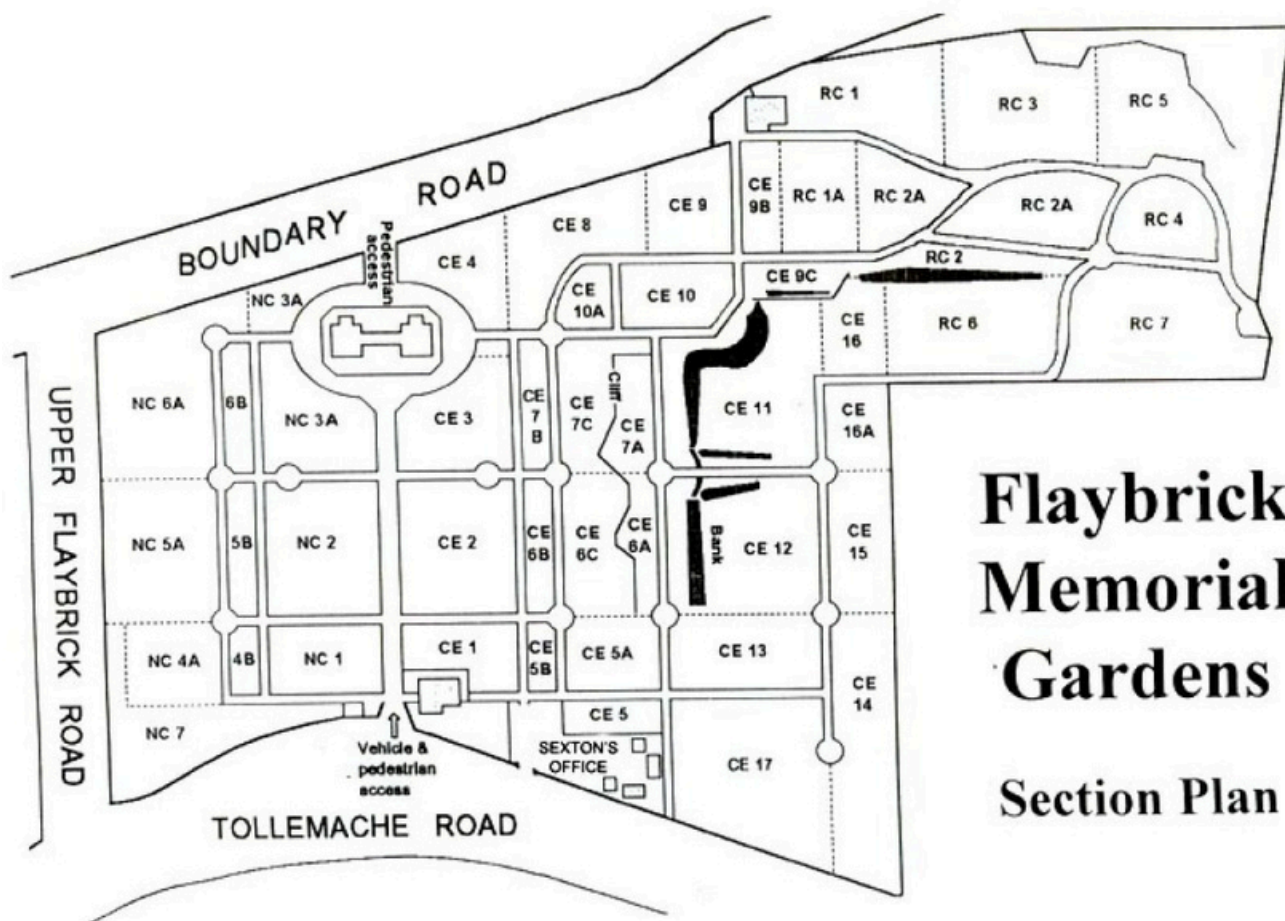 BOUNDARY ROAD
Pedestrian
access
RC 1
RC 3
RC 5
CE 4
CE 8
CE 9
CE
9B
RC 1A
RC 2A
RC 2A
RC 4
NC 3A
CE
10A
CE 10
CE 9C
RC 2
CE
16
RC 6
RC 7
UPPER FLAYBRICK ROAD
NC 6A
6B
NC 3A
CE 3
CE
7
B
CE
7C
Cliff
CE
7A
CE 11
CE
16A
NC 5A
5B
NC 2
CE 2
CE
6B
CE
6C
CE
6A
Bank
CE 12
CE
15
NC 4A
4B
NC 1
CE 1
CE
5B
CE 5A
CE 13
CE
14
NC 7
CE 5
SEXTON'S
OFFICE
CE 17
Vehicle &
pedestrian
access
TOLLEMACHE ROAD
Flaybrick
Memorial
Gardens
Section Plan